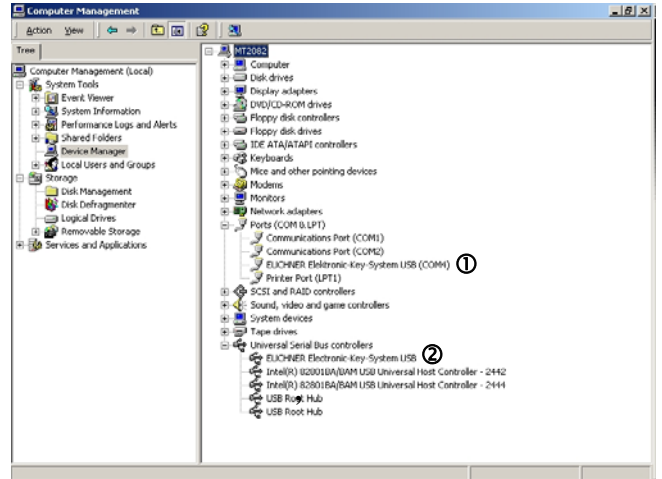 Computer Management
Action View
Tree
Computer Management (Local)
System Tools
Event Viewer
System Information
Performance Logs and Alerts
Shared Folders
Device Manager
Local Users and Groups
Storage
Disk Management
Disk Defragmenter
Logical Drives
Removable Storage
Services and Applications
MT2082
Computer
Disk drives
Display adapters
DVD/CD-ROM drives
Floppy disk controllers
Floppy disk drives
IDE ATA/ATAPI controllers
Keyboards
Mice and other pointing devices
Modems
Monitors
Network adapters
Ports (COM & LPT)
Communications Port (COM1)
Communications Port (COM2)
EUCHNER Elektronic-Key-System USB (COM4) ①
Printer Port (LPT1)
SCSI and RAID controllers
Sound, video and game controllers
System devices
Tape drives
Universal Serial Bus controllers
EUCHNER Electronic-Key-System USB ②
Intel(R) 82801BA/BAM USB Universal Host Controller - 2442
Intel(R) 82801BA/BAM USB Universal Host Controller - 2444
USB Root Hub
USB Root Hub